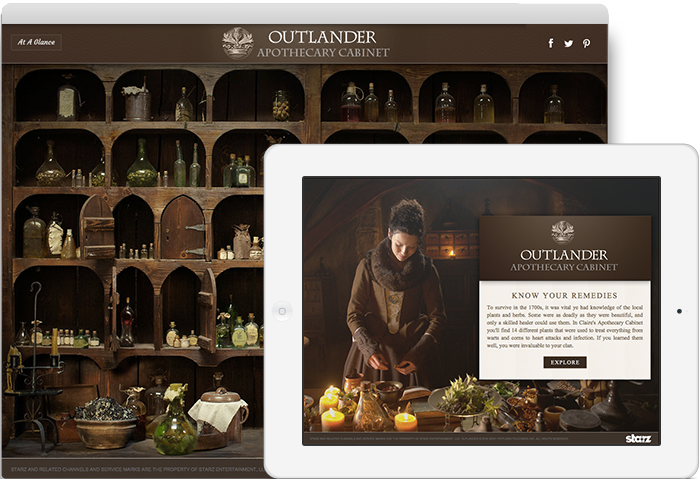 At A Glance
OUTLANDER
APOTHECARY CABINET
STARZ AND RELATED CHANNELS AND SERVICE MARKS ARE THE PROPERTY OF STARZ ENTERTAINMENT, LL
OUTLANDER
APOTHECARY CABINET
KNOW YOUR REMEDIES
To survive in the 1700s, it was vital ye had knowledge of the local
plants and herbs. Some were as deadly as they were beautiful, and
only a skilled healer could use them. In Claire's Apothecary Cabinet
you'll find 14 different plants that were used to treat everything from
warts and corns to heart attacks and infection. If you learned them
well, you were invaluable to your clan.
EXPLORE
starz